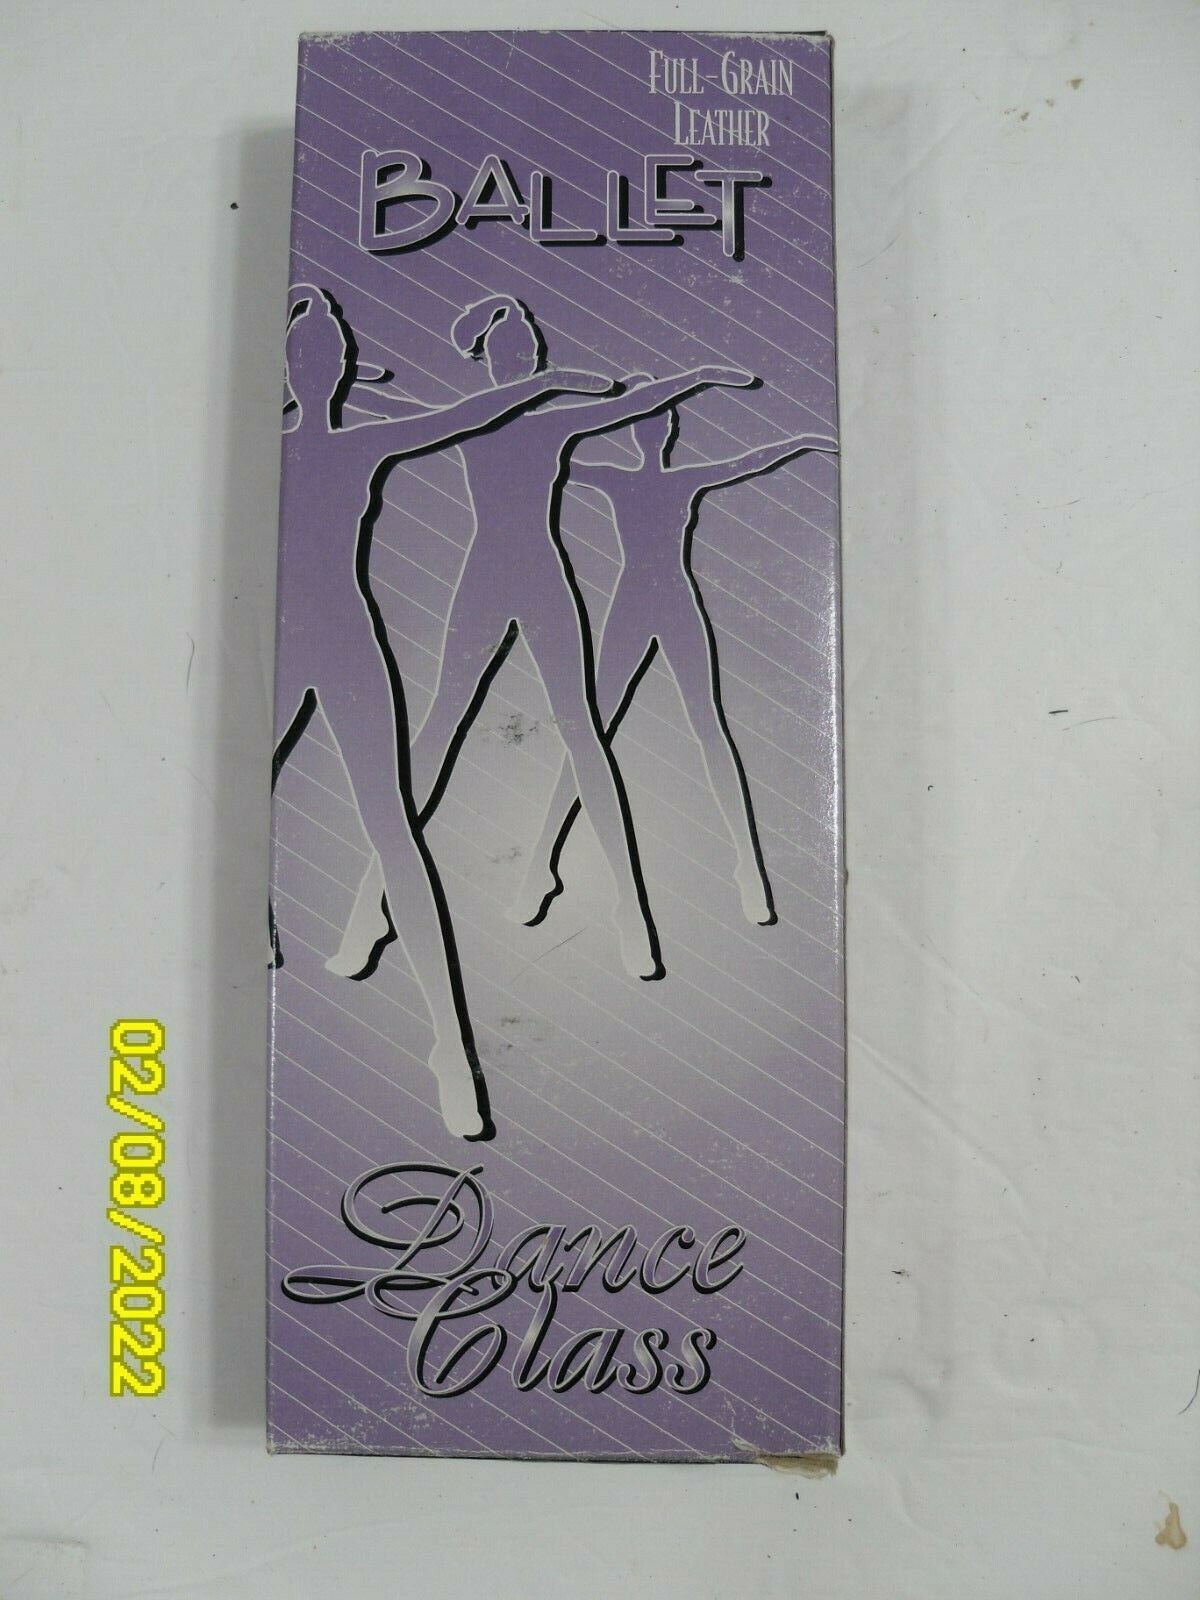 FULL-GRAIN
LEATHER
BALLET
Dance
Class
02/08/2022